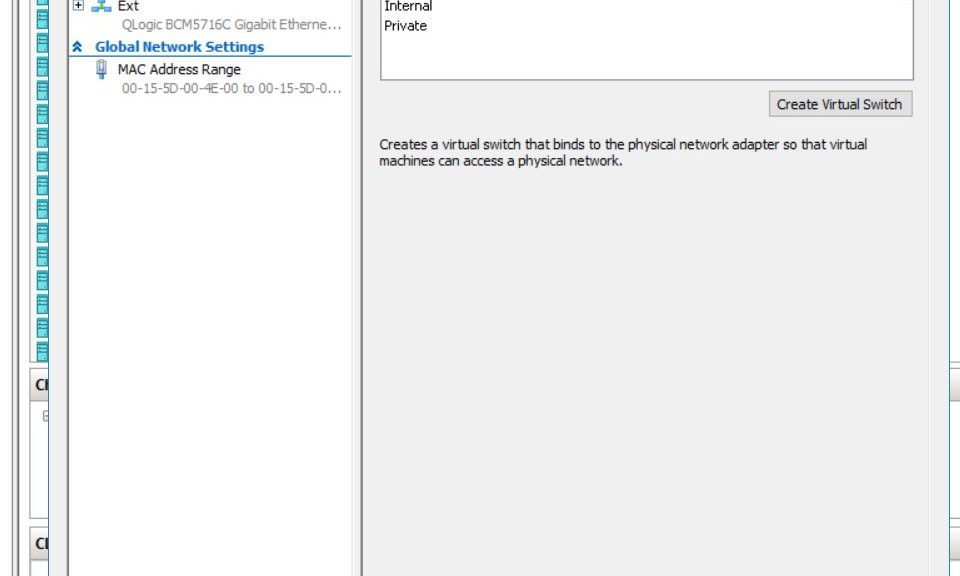 Ext
QLogic BCM5716C Gigabit Etherne...
Global Network Settings
MAC Address Range
00-15-5D-00-4E-00 to 00-15-5D-0...
Internal
Private
Create Virtual Switch
Creates a virtual switch that binds to the physical network adapter so that virtual
machines can access a physical network.